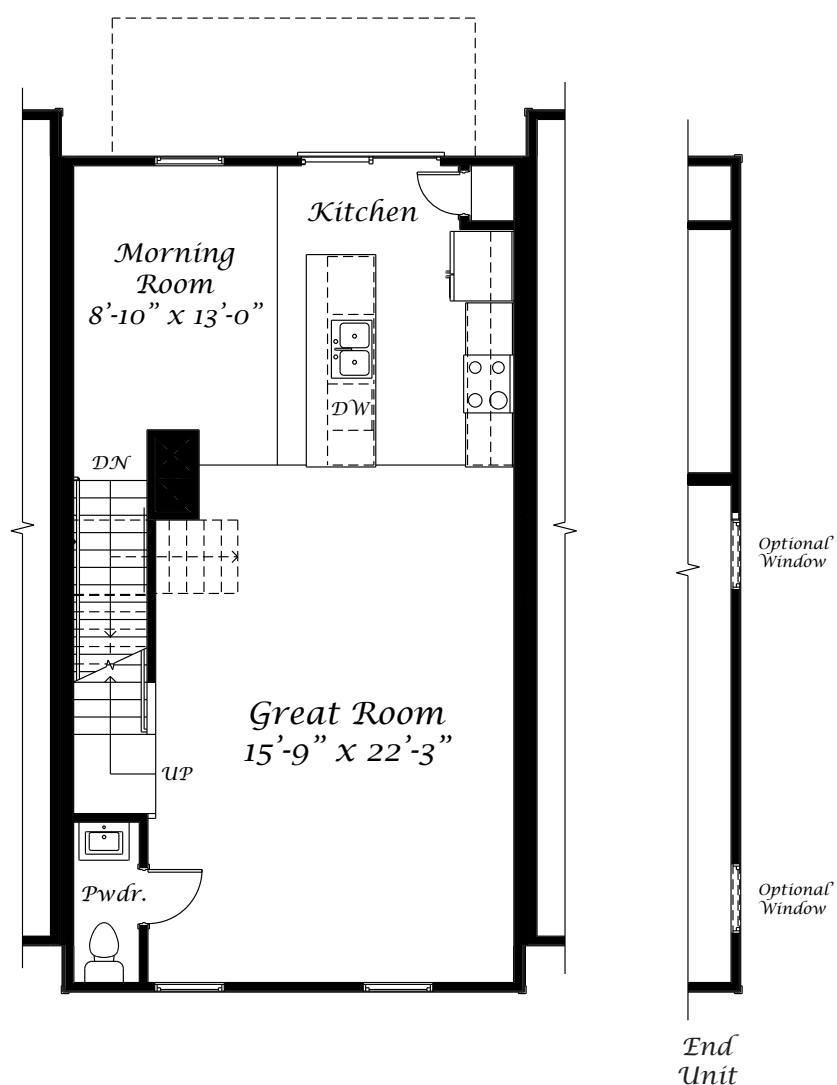 Kitchen
Morning
Room
8’-10” x 13’-0”
DW
DN
Optional
Window
Great Room
15’-9” x 22’-3”
UP
Pwdr.
Optional
Window
End
Unit